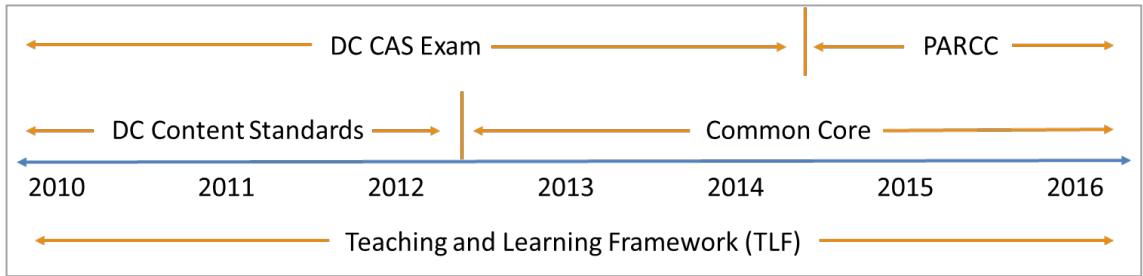 DC CAS Exam PARCC
DC Content Standards Common Core
2010 2011 2012 2013 2014 2015 2016
Teaching and Learning Framework (TLF)